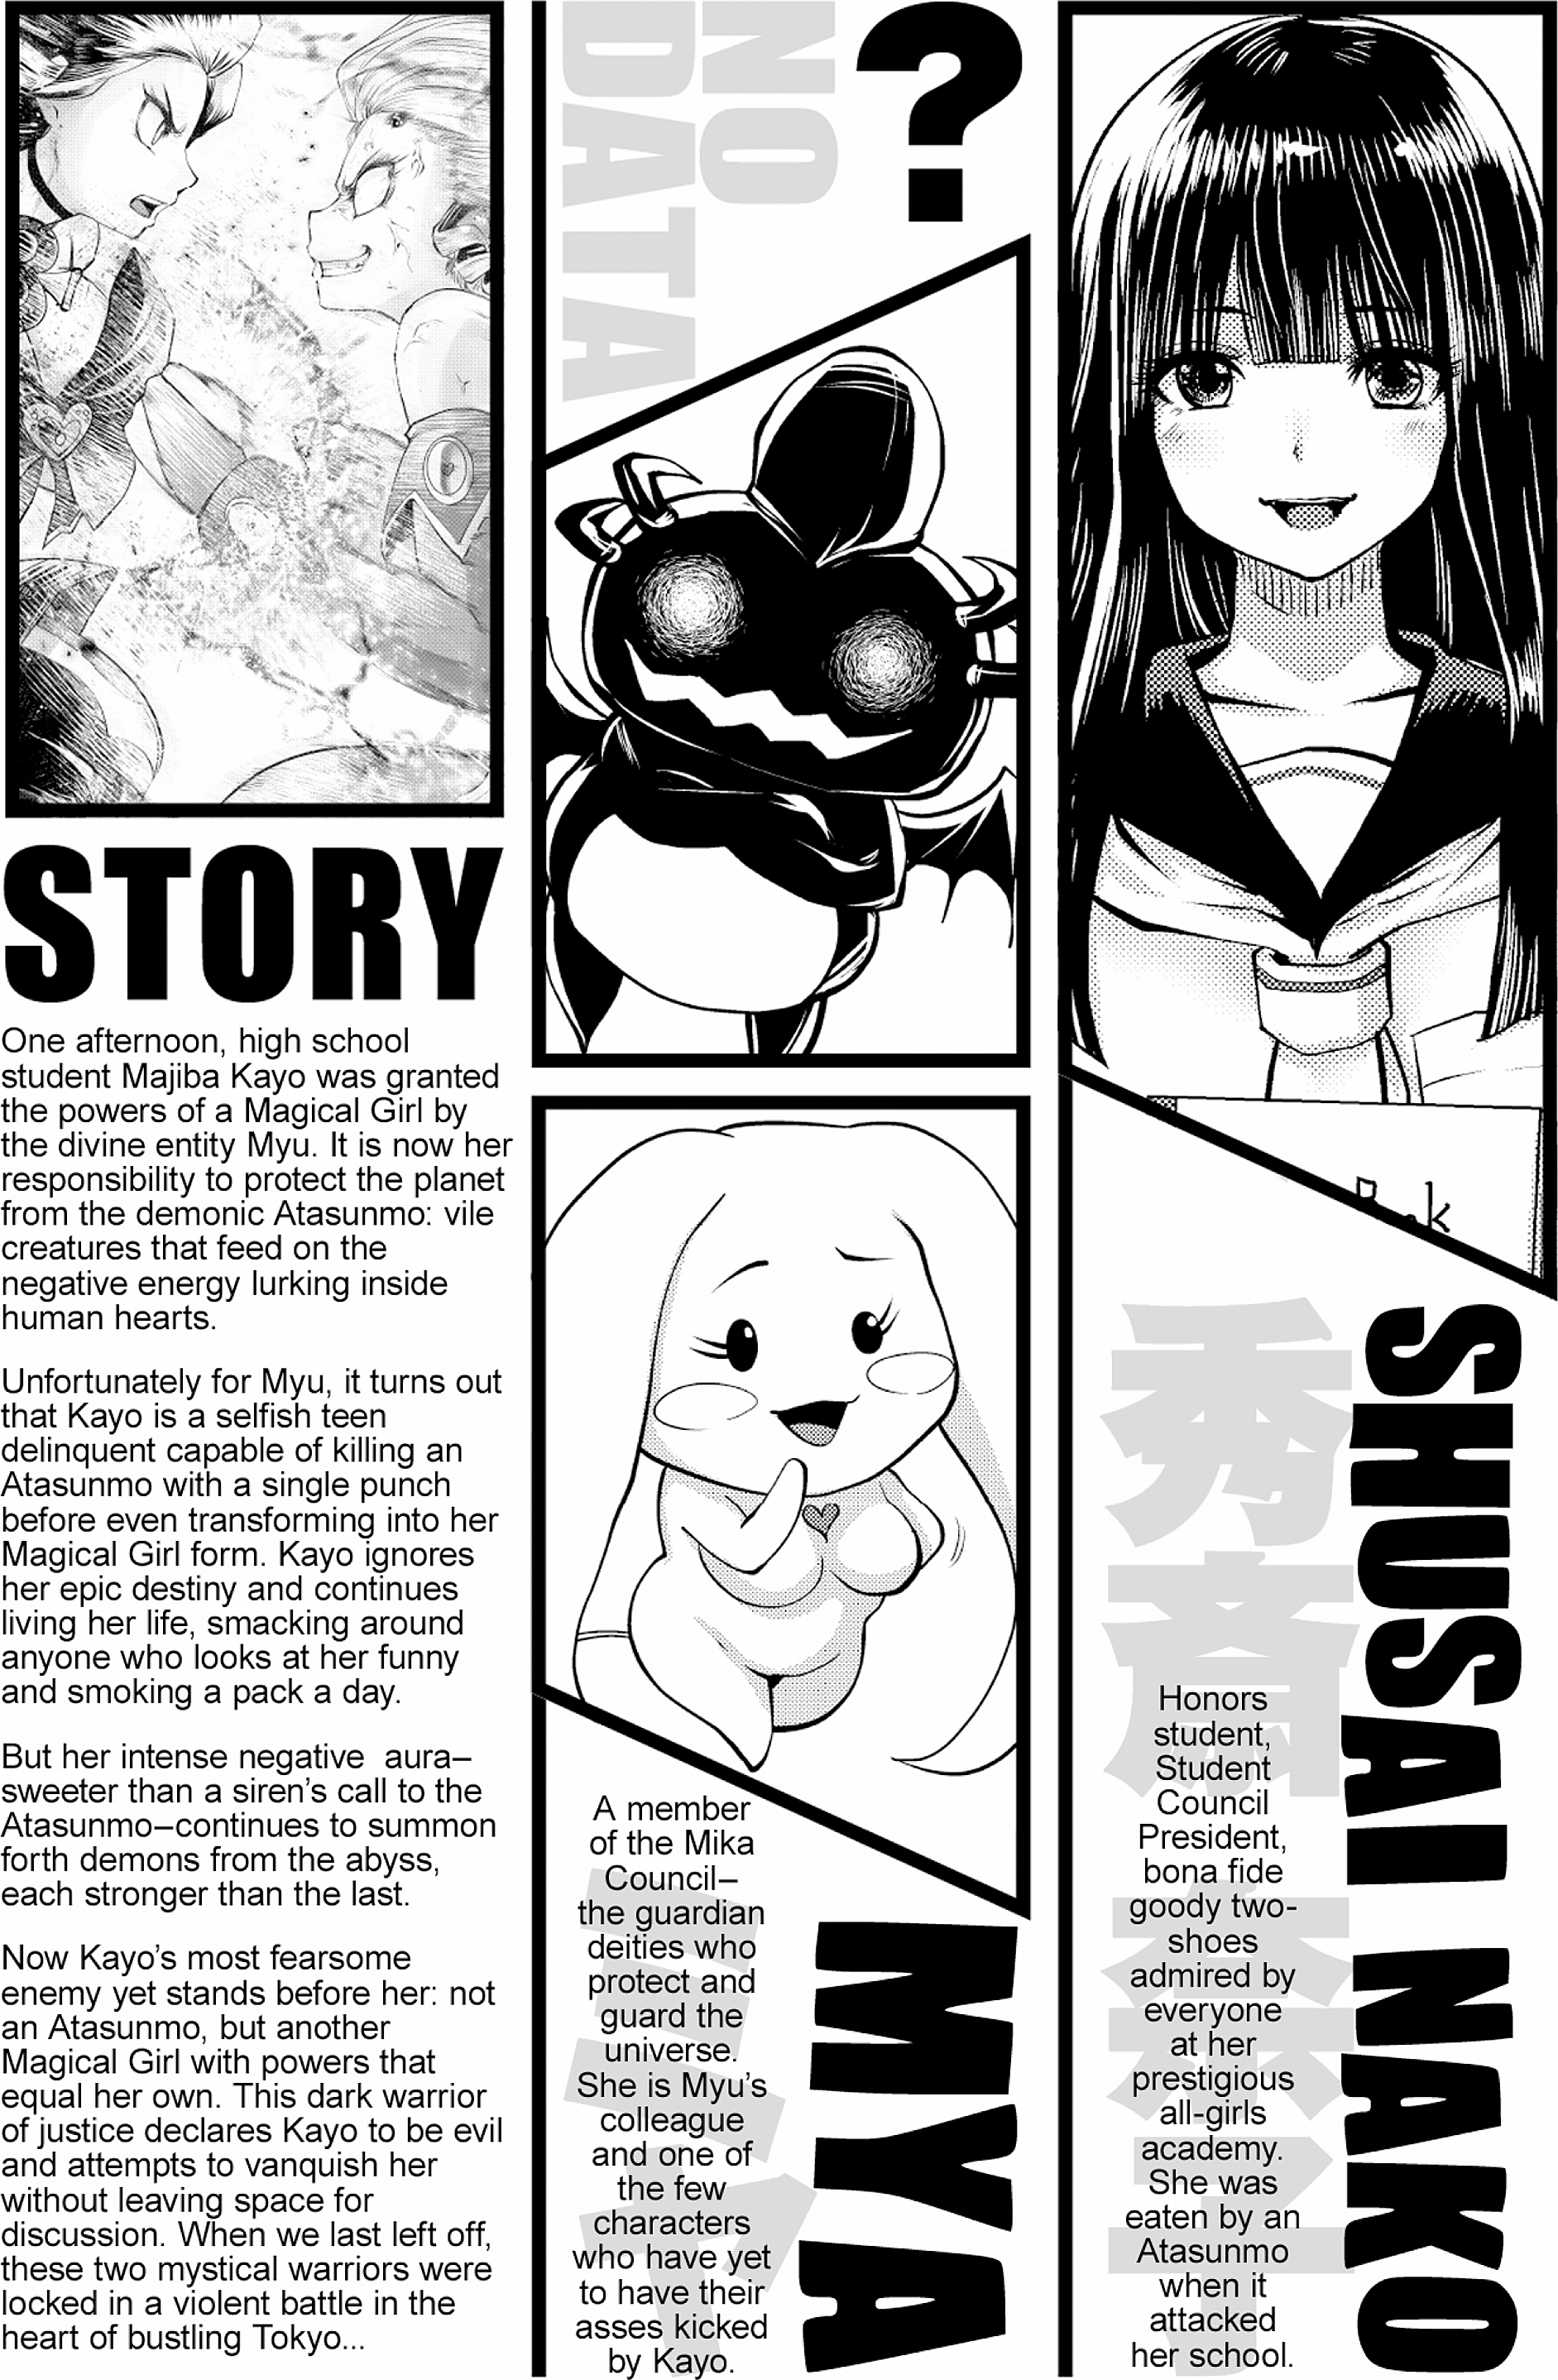 STORY
One afternoon, high school
student Majiba Kayo was granted
the powers of a Magical Girl by
the divine entity Myu. It is now her
responsibility to protect the planet
from the demonic Atasunmo: vile
creatures that feed on the
negative energy lurking inside
human hearts.
Unfortunately for Myu, it turns out
that Kayo is a selfish teen
delinquent capable of killing an
Atasunmo with a single punch
before even transforming into her
Magical Girl form. Kayo ignores
her epic destiny and continues
living her life, smacking around
anyone who looks at her funny
and smoking a pack a day.
But her intense negative  aura–
sweeter than a siren’s call to the
Atasunmo–continues to summon
forth demons from the abyss,
each stronger than the last.
Now Kayo’s most fearsome
enemy yet stands before her: not
an Atasunmo, but another
Magical Girl with powers that
equal her own. This dark warrior
of justice declares Kayo to be evil
and attempts to vanquish her
without leaving space for
discussion. When we last left off,
these two mystical warriors were
locked in a violent battle in the
heart of bustling Tokyo...
?
NO
DATA
MYA
ミャ
A member
of the Mika
Council–
the guardian
deities who
protect and
guard the
universe.
She is Myu’s
colleague
and one of
the few
characters
who have yet
to have their
asses kicked
by Kayo.
SHUSAI NAKO
秀斎奈子
Honors
student,
Student
Council
President,
bona fide
goody two-
shoes
admired by
everyone
at her
prestigious
all-girls
academy.
She was
eaten by an
Atasunmo
when it
attacked
her school.